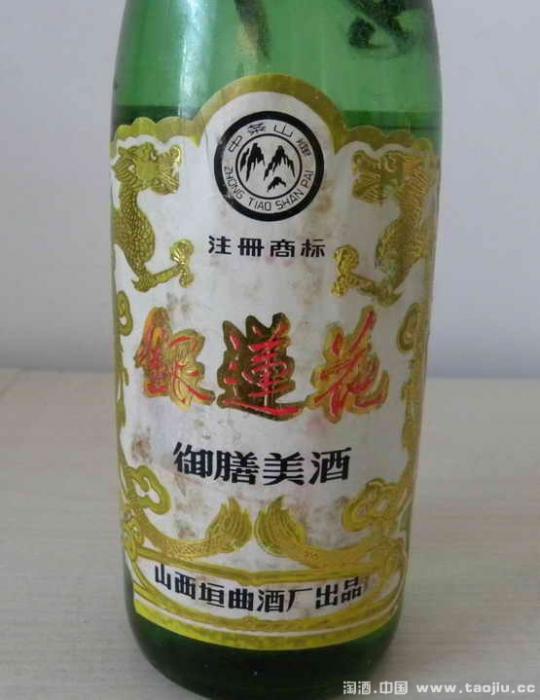 中条山牌
ZHONG TIAO SHAN PAI
注册商标
銀蓮花
御膳美酒
山西垣曲酒厂出品
淘酒.中国 www.taojiu.cc